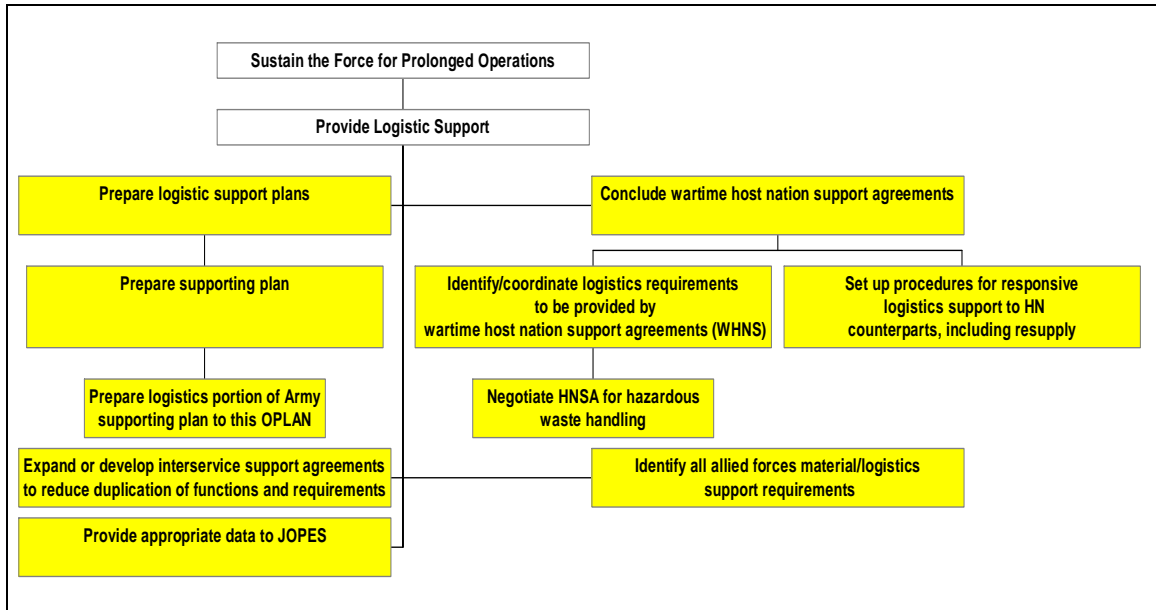 Sustain the Force for Prolonged Operations
Provide Logistic Support
Prepare logistic support plans
Conclude wartime host nation support agreements
Prepare supporting plan
Identify/coordinate logistics requirements
to be provided by
wartime host nation support agreements (WHNS)
Set up procedures for responsive
logistics support to HN
counterparts, including resupply
Prepare logistics portion of Army
supporting plan to this OPLAN
Negotiate HNSA for hazardous
waste handling
Expand or develop interservice support agreements
to reduce duplication of functions and requirements
Identify all allied forces material/logistics
support requirements
Provide appropriate data to JOPES